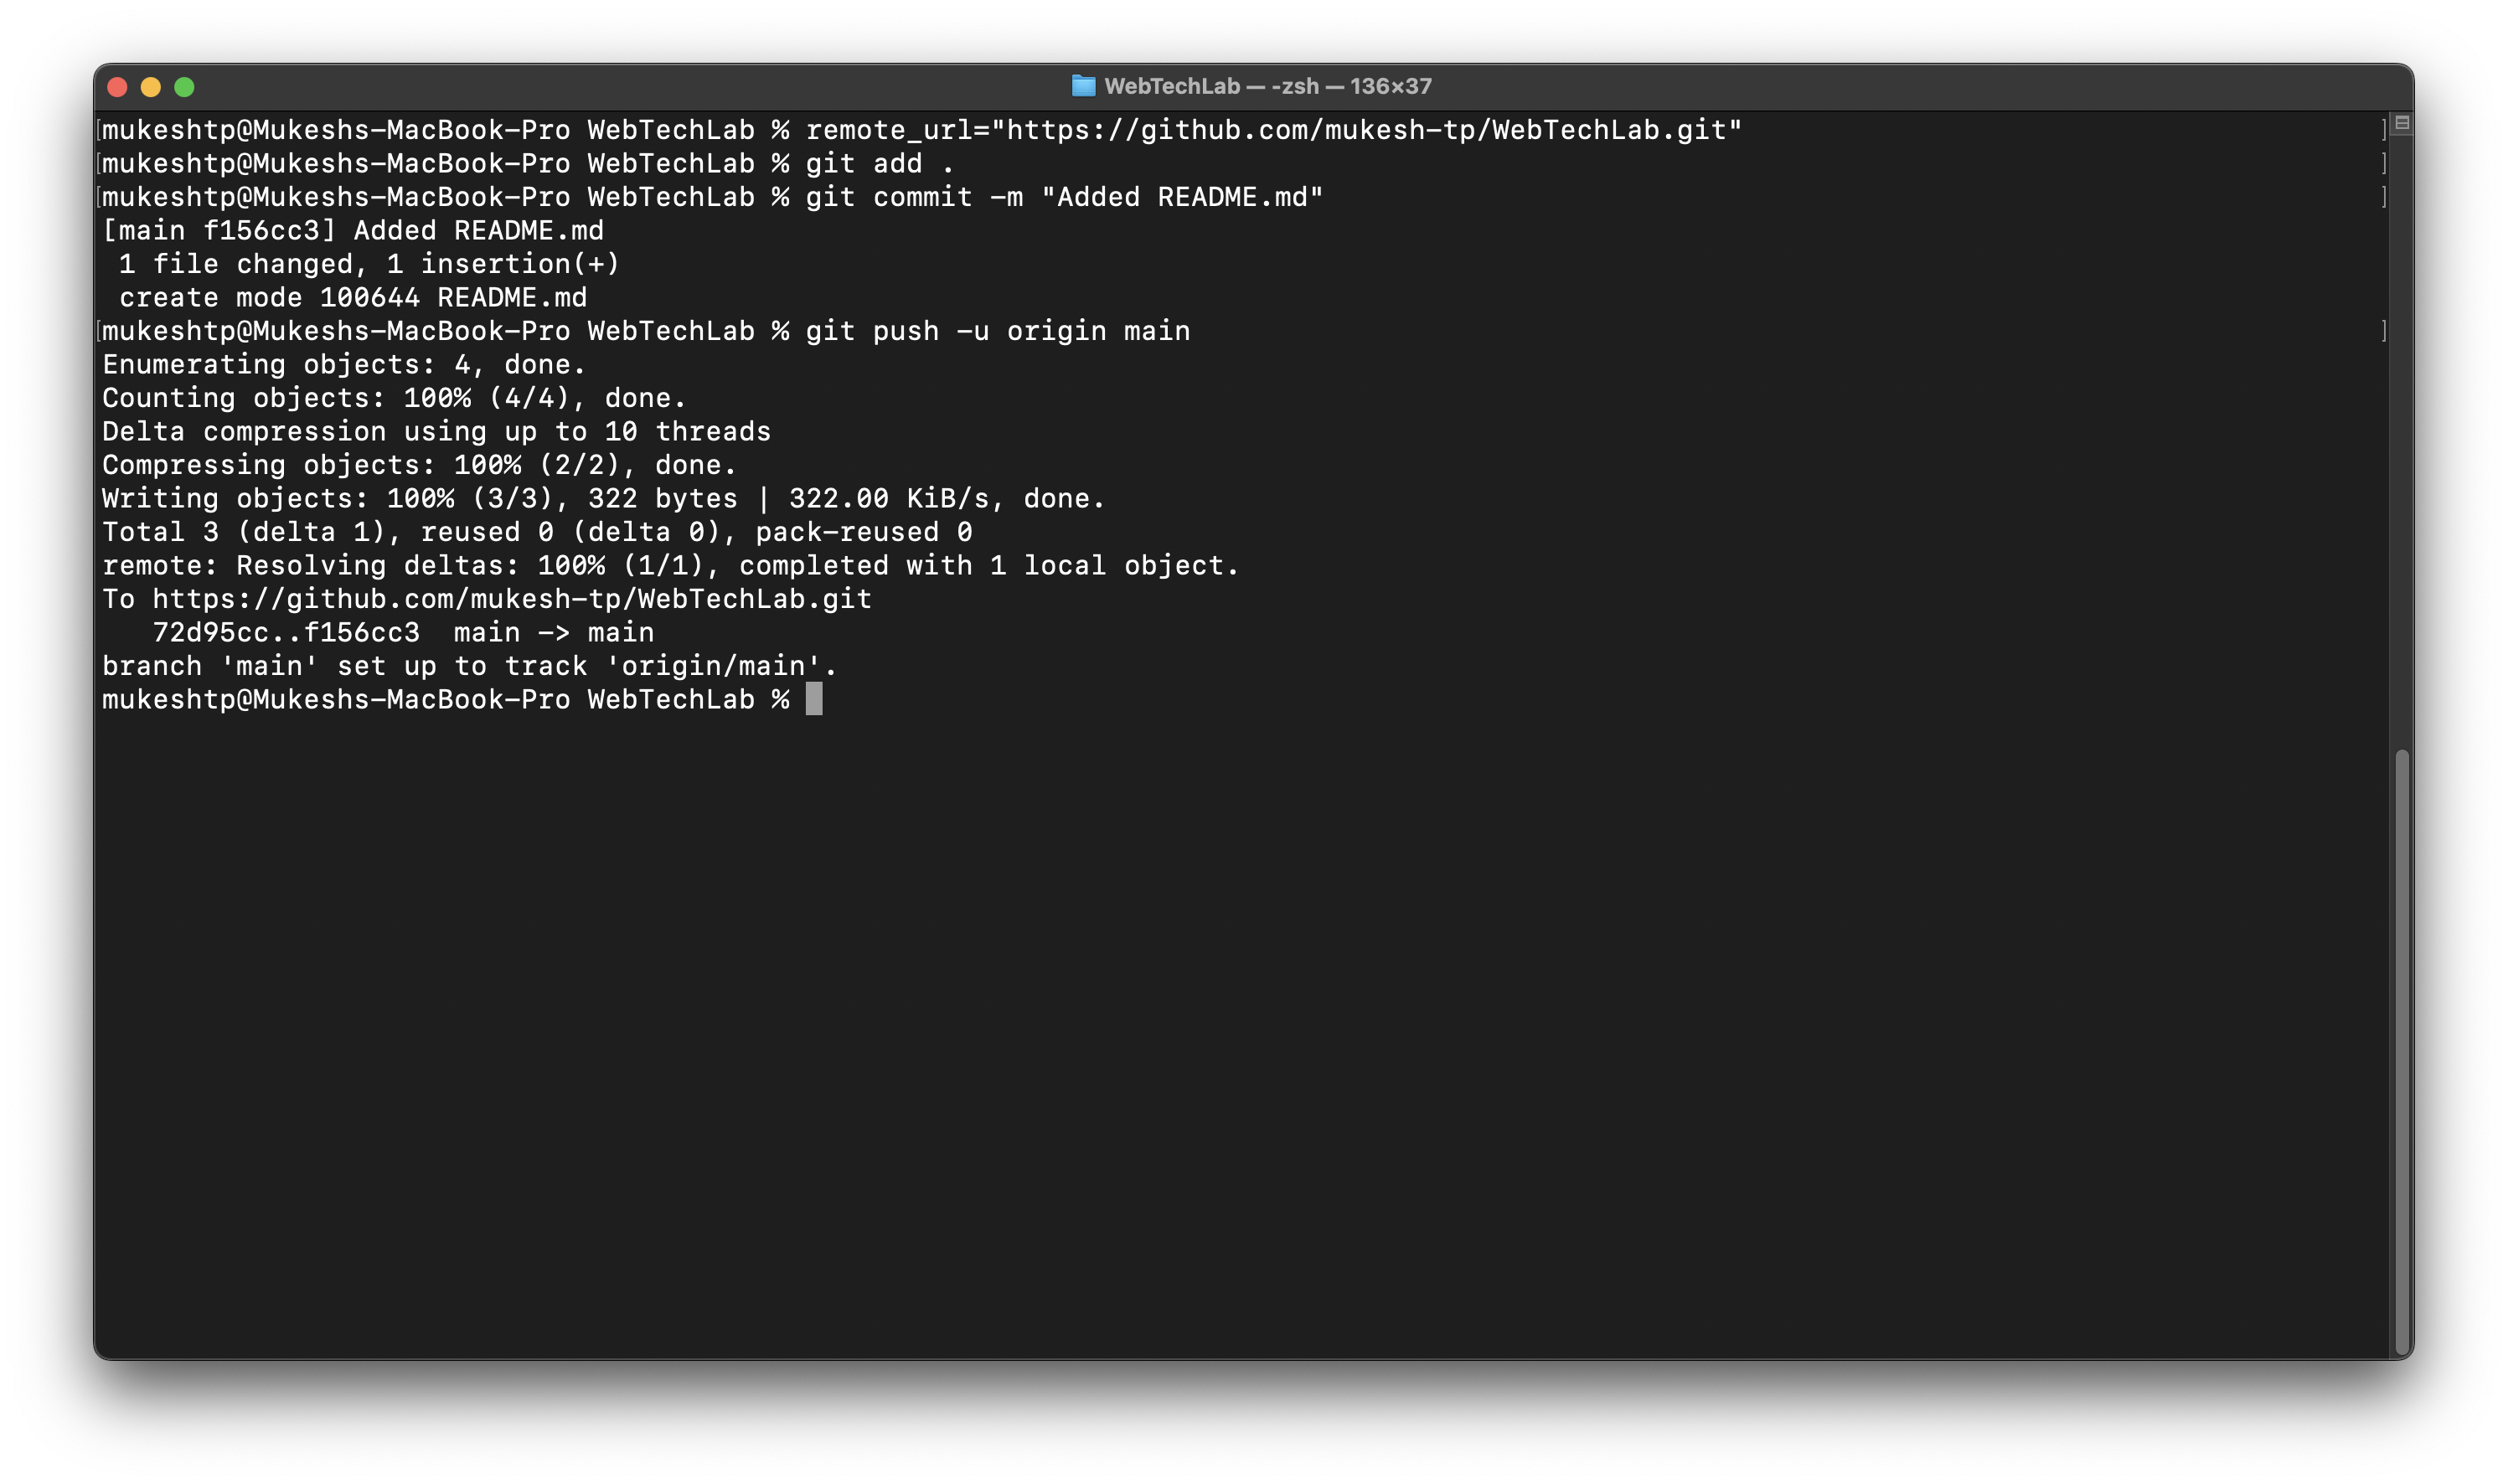 WebTechLab — -zsh — 136×37
[mukeshtp@Mukeshs-MacBook-Pro WebTechLab % remote_url="https://github.com/mukesh-tp/WebTechLab.git" ]
[mukeshtp@Mukeshs-MacBook-Pro WebTechLab % git add . ]
[mukeshtp@Mukeshs-MacBook-Pro WebTechLab % git commit -m "Added README.md" ]
[main f156cc3] Added README.md
 1 file changed, 1 insertion(+)
 create mode 100644 README.md
[mukeshtp@Mukeshs-MacBook-Pro WebTechLab % git push -u origin main ]
Enumerating objects: 4, done.
Counting objects: 100% (4/4), done.
Delta compression using up to 10 threads
Compressing objects: 100% (2/2), done.
Writing objects: 100% (3/3), 322 bytes | 322.00 KiB/s, done.
Total 3 (delta 1), reused 0 (delta 0), pack-reused 0
remote: Resolving deltas: 100% (1/1), completed with 1 local object.
To https://github.com/mukesh-tp/WebTechLab.git
   72d95cc..f156cc3  main -> main
branch 'main' set up to track 'origin/main'.
mukeshtp@Mukeshs-MacBook-Pro WebTechLab %